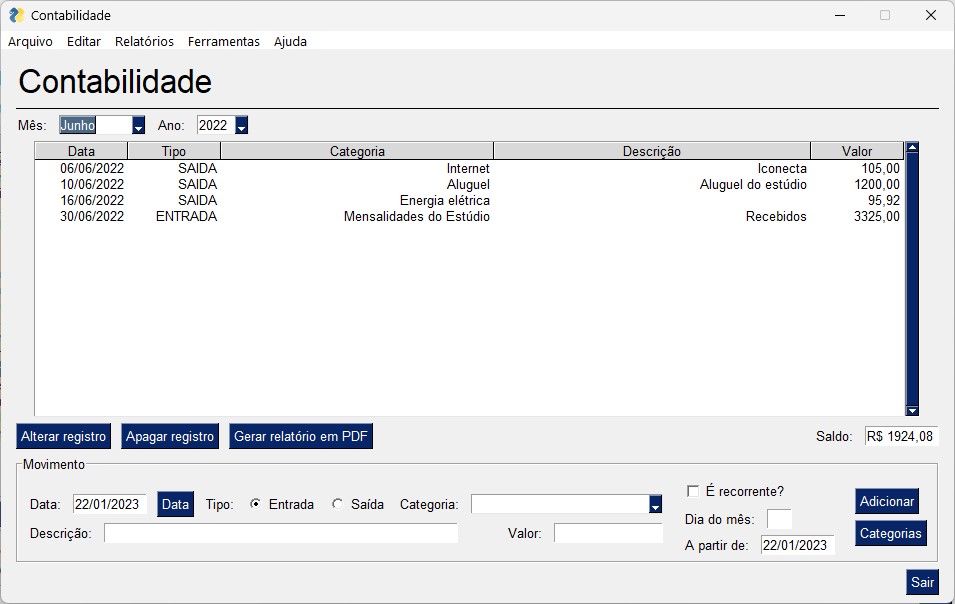 Contabilidade
Arquivo Editar Relatórios Ferramentas Ajuda
Contabilidade
Mês: Junho Ano: 2022
Data Tipo Categoria Descrição Valor
06/06/2022 SAIDA Internet Iconecta 105,00
10/06/2022 SAIDA Aluguel Aluguel do estúdio 1200,00
16/06/2022 SAIDA Energia elétrica 95,92
30/06/2022 ENTRADA Mensalidades do Estúdio Recebidos 3325,00
Alterar registro Apagar registro Gerar relatório em PDF Saldo: R$ 1924,08
Movimento
Data: 22/01/2023 Data Tipo: Entrada Saída Categoria: É recorrente? Adicionar
Descrição: Valor: Dia do mês: Categorias
A partir de: 22/01/2023
Sair